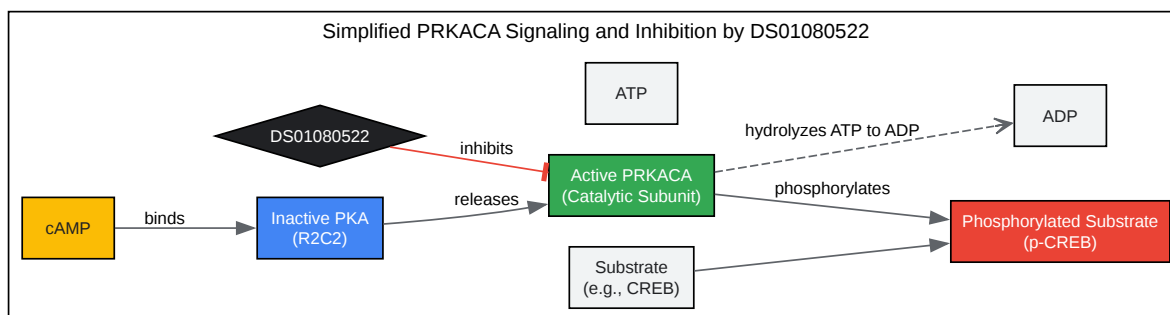 Simplified PRKACA Signaling and Inhibition by DS01080522
ATP
ADP
DS01080522
hydrolyzes ATP to ADP
inhibits
Active PRKACA
(Catalytic Subunit)
phosphorylates
releases
cAMP
binds
Inactive PKA
(R2C2)
Phosphorylated Substrate
(p-CREB)
Substrate
(e.g., CREB)